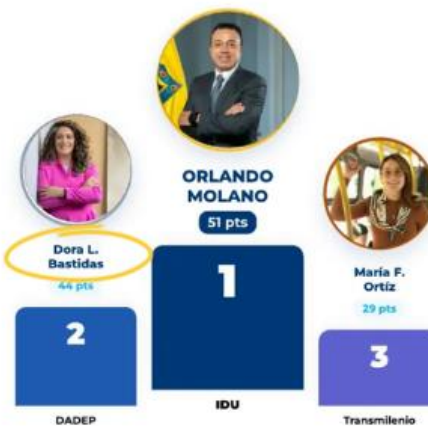 ORLANDO
MOLANO
51 pts
1
IDU
Dora L.
Bastidas
44 pts
2
DADEP
María F.
Ortíz
29 pts
3
Transmilenio